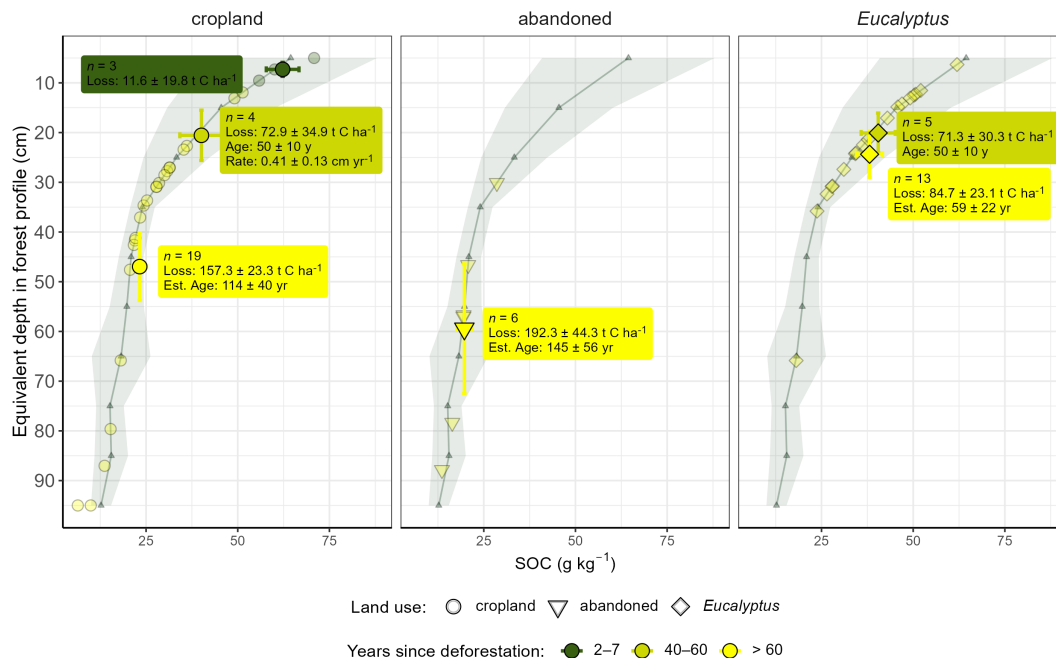 cropland
abandoned
Eucalyptus
Equivalent depth in forest profile (cm)
10
20
30
40
50
60
70
80
90
n = 3
Loss: 11.6 ± 19.8 t C ha⁻¹
n = 4
Loss: 72.9 ± 34.9 t C ha⁻¹
Age: 50 ± 10 y
Rate: 0.41 ± 0.13 cm yr⁻¹
n = 19
Loss: 157.3 ± 23.3 t C ha⁻¹
Est. Age: 114 ± 40 yr
n = 6
Loss: 192.3 ± 44.3 t C ha⁻¹
Est. Age: 145 ± 56 yr
n = 5
Loss: 71.3 ± 30.3 t C ha⁻¹
Age: 50 ± 10 y
n = 13
Loss: 84.7 ± 23.1 t C ha⁻¹
Est. Age: 59 ± 22 yr
25 50 75
25 50 75
25 50 75
SOC (g kg⁻¹)
Land use: cropland abandoned Eucalyptus
Years since deforestation: 2–7 40–60 > 60